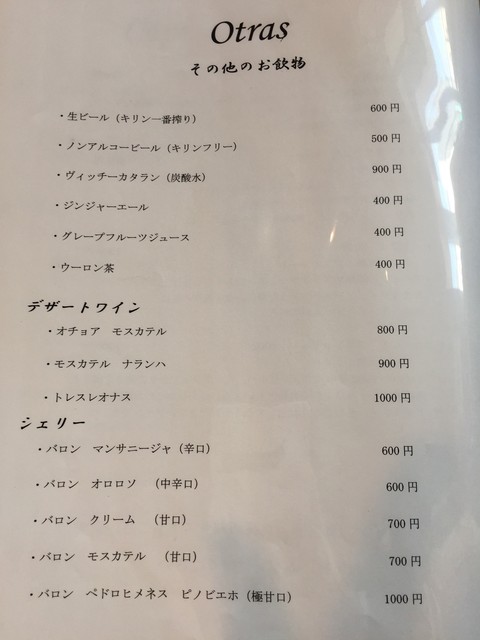 Otras
その他のお飲物
・生ビール（キリン一番搾り） 600円
・ノンアルコービール（キリンフリー） 500円
・ヴィッチーカタラン（炭酸水） 900円
・ジンジャーエール 400円
・グレープフルーツジュース 400円
・ウーロン茶 400円
デザートワイン
・オチョア　モスカテル 800円
・モスカテル　ナランハ 900円
・トレスレオナス 1000円
シェリー
・バロン　マンサニージャ（辛口） 600円
・バロン　オロロソ　（中辛口） 600円
・バロン　クリーム　（甘口） 700円
・バロン　モスカテル　（甘口） 700円
・バロン　ペドロヒメネス　ビノビエホ（極甘口） 1000円